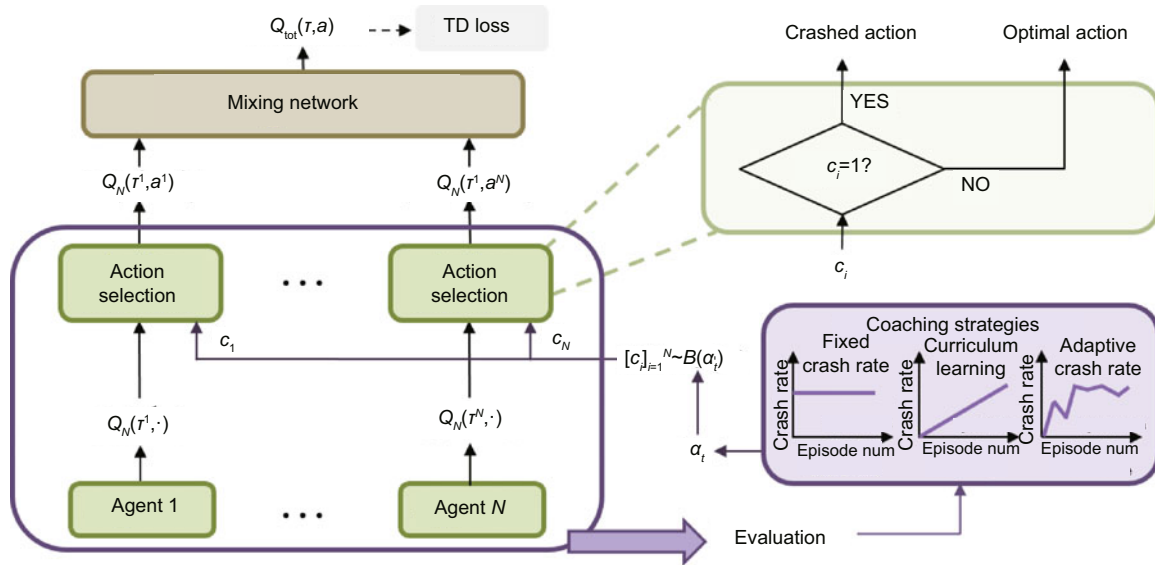 Q_tot(τ,a)
TD loss
Mixing network
Q_N(τ^1,a^1)
Q_N(τ^1,a^N)
Action
selection
...
Action
selection
c_1
c_N
Q_N(τ^1,·)
Q_N(τ^N,·)
Agent 1
...
Agent N
Crashed action
Optimal action
YES
c_i=1?
NO
c_i
[c_i]_{i=1}^N~B(α_t)
α_t
Coaching strategies
Fixed
crash rate
Crash rate
Episode num
Curriculum
learning
Crash rate
Episode num
Adaptive
crash rate
Crash rate
Episode num
Evaluation